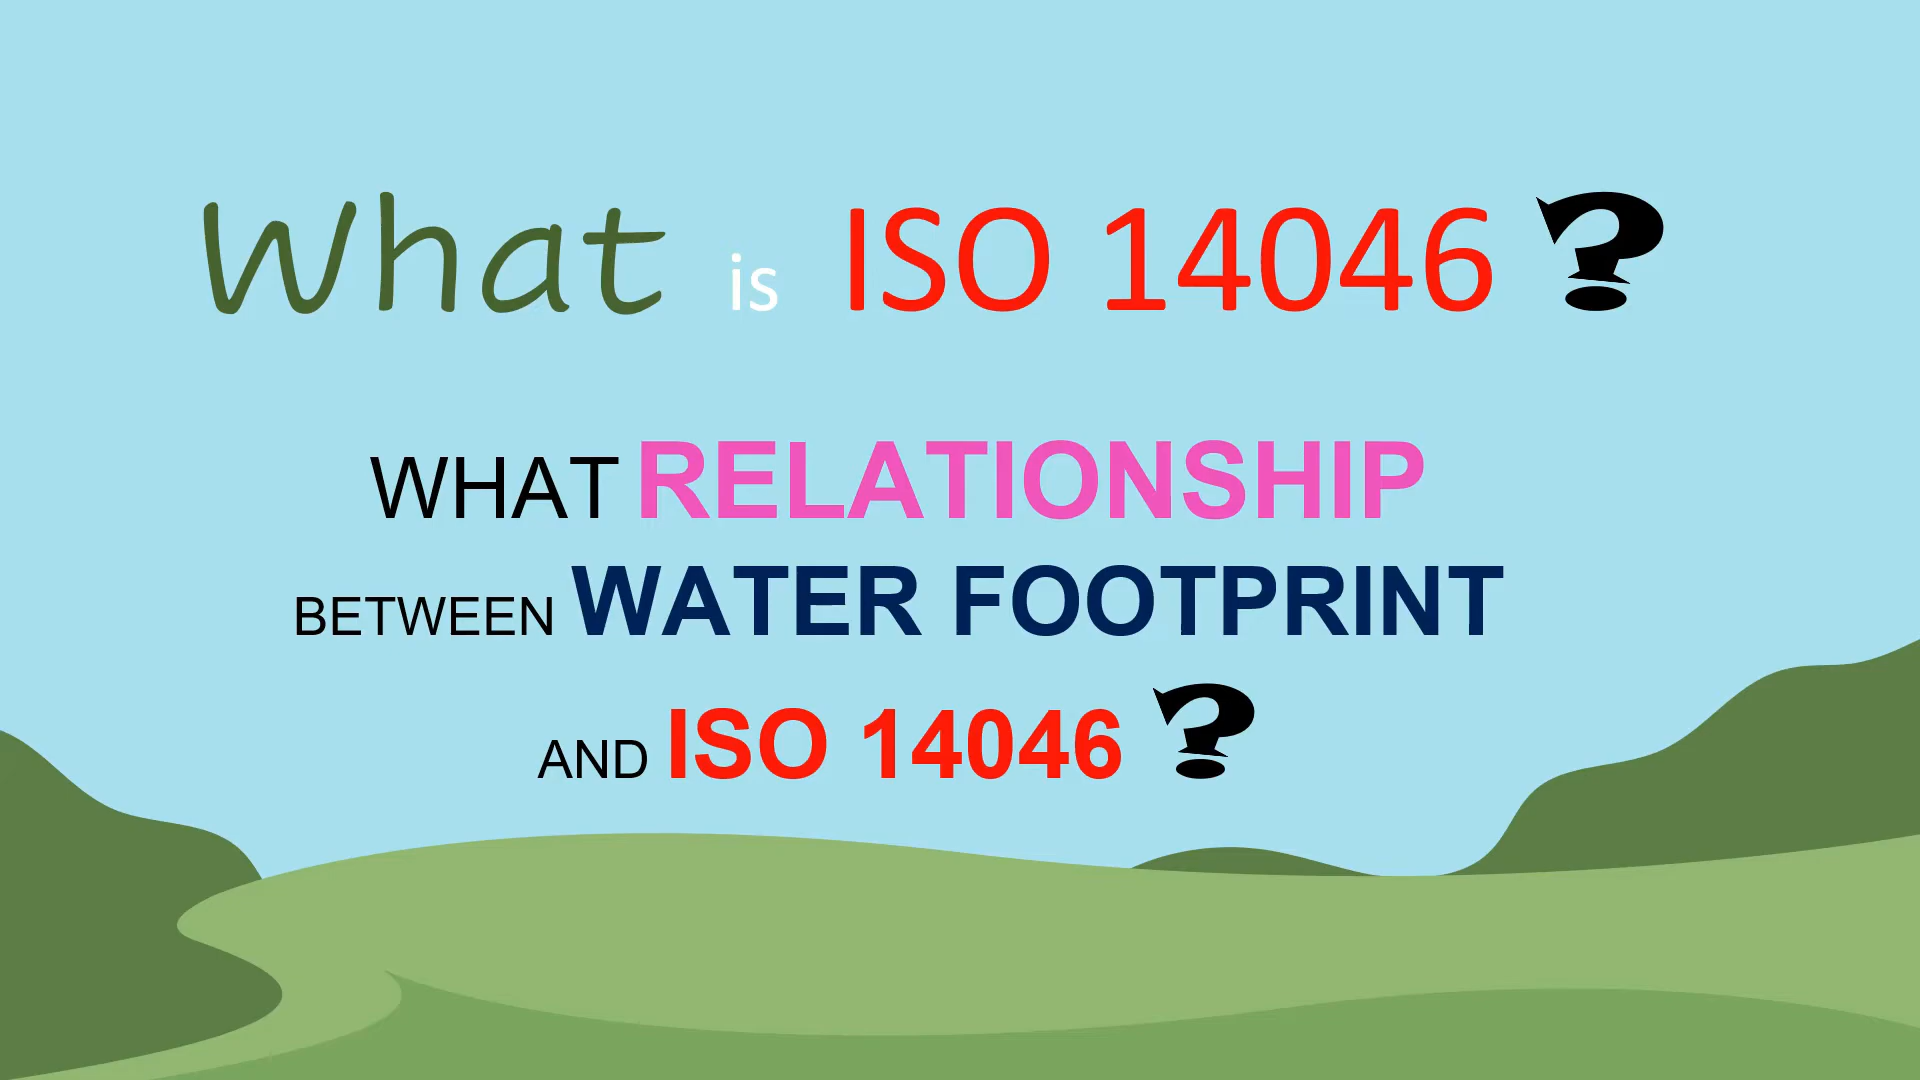 What is ISO 14046 ?
WHAT RELATIONSHIP
BETWEEN WATER FOOTPRINT
AND ISO 14046 ?